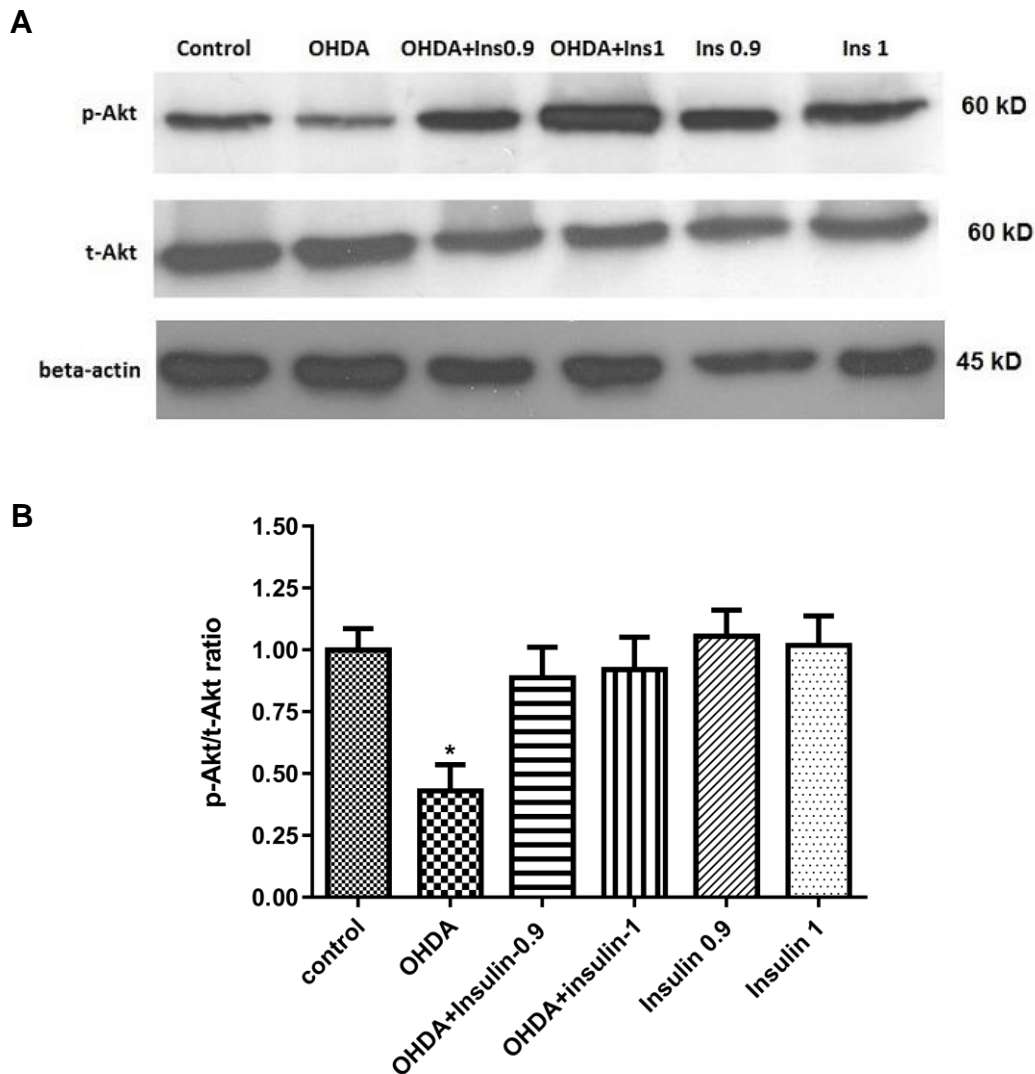 A
Control OHDA OHDA+Ins0.9 OHDA+Ins1 Ins 0.9 Ins 1
p-Akt 60 kD
t-Akt 60 kD
beta-actin 45 kD
B
p-Akt/t-Akt ratio
1.50
1.25
1.00
0.75
0.50
0.25
0.00
*
control OHDA OHDA+Insulin-0.9 OHDA+insulin-1 Insulin 0.9 Insulin 1